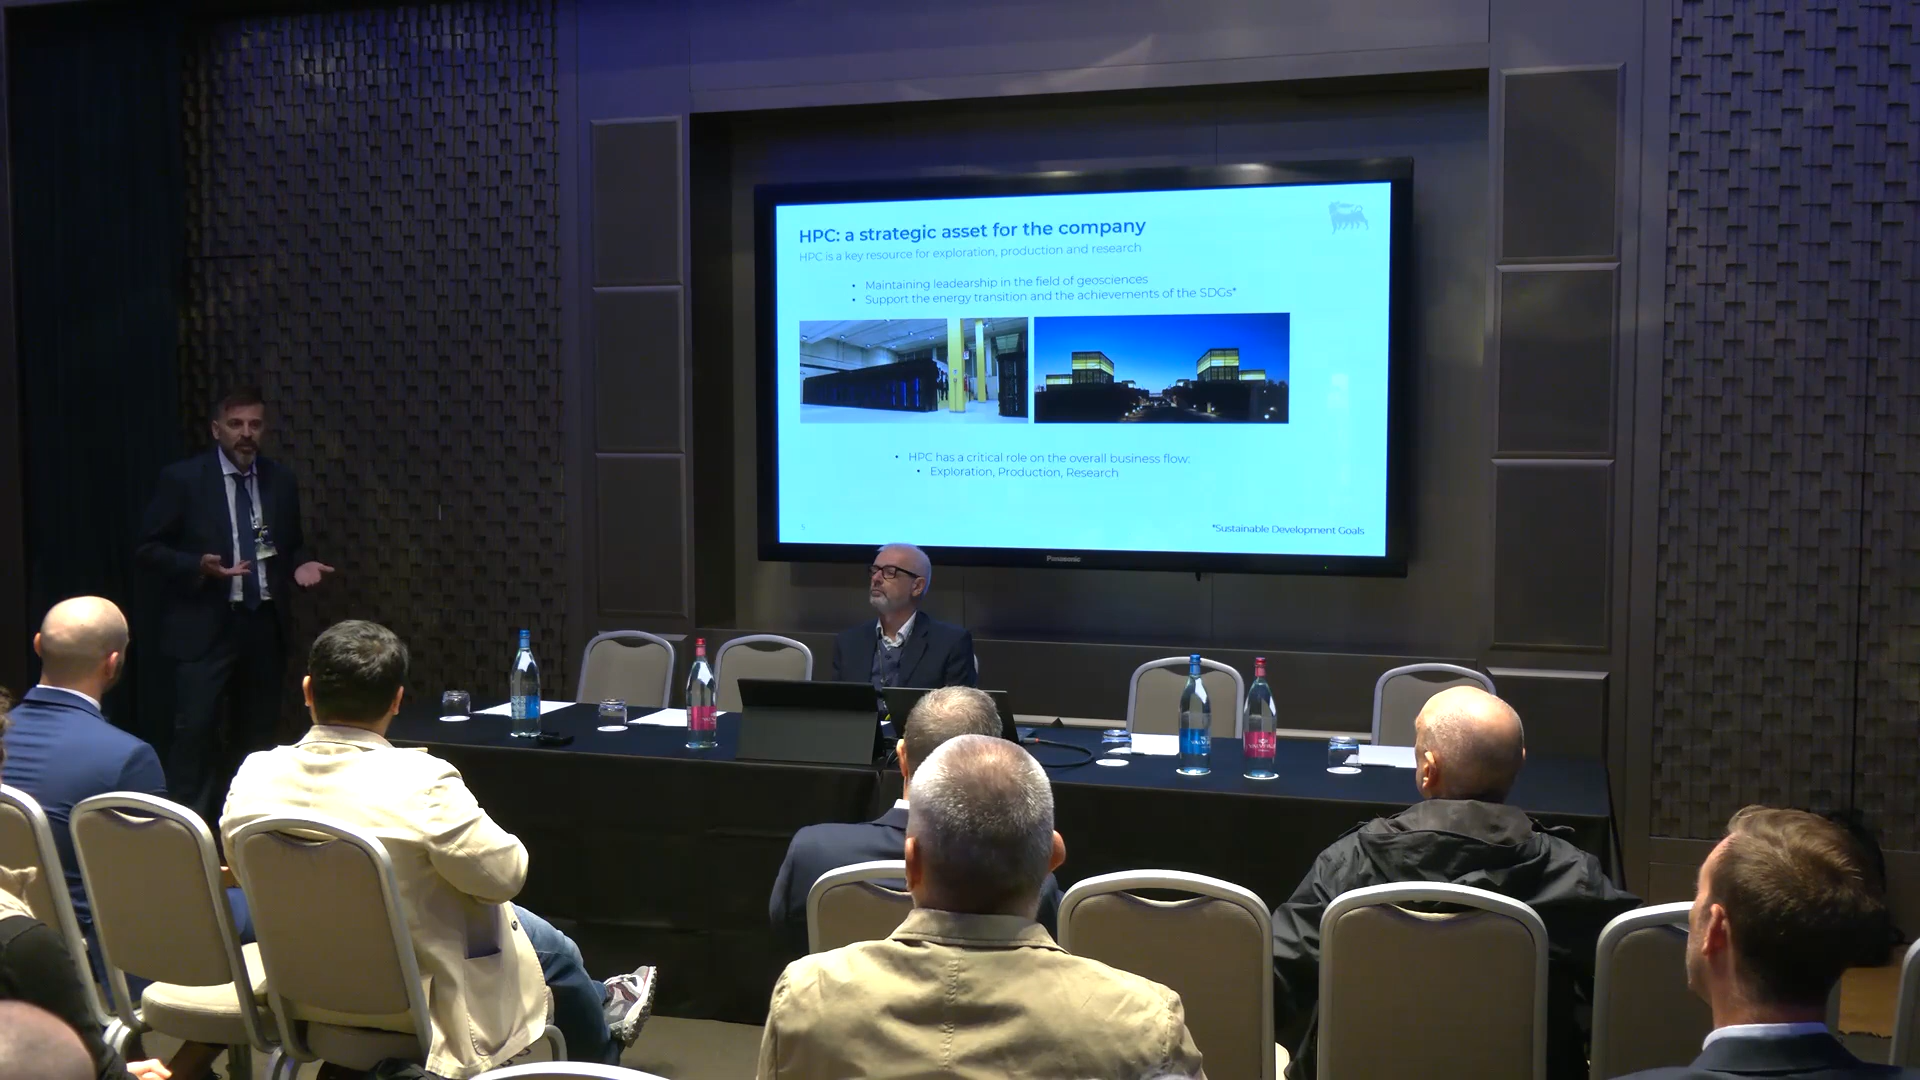 HPC: a strategic asset for the company
HPC is a key resource for exploration, production and research
• Maintaining leadearship in the field of geosciences
• Support the energy transition and the achievements of the SDGs*
• HPC has a critical role on the overall business flow:
• Exploration, Production, Research
5
*Sustainable Development Goals
Panasonic